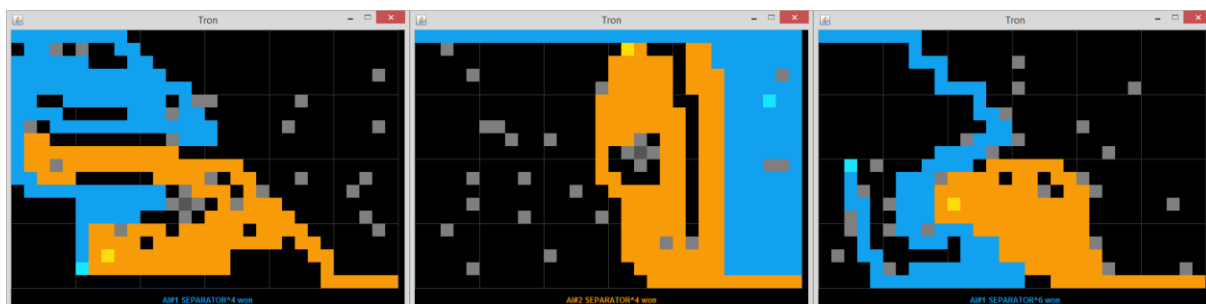 Tron
Tron
Tron
AI#1 SEPARATOR^4 won
AI#2 SEPARATOR^4 won
AI#1 SEPARATOR^6 won